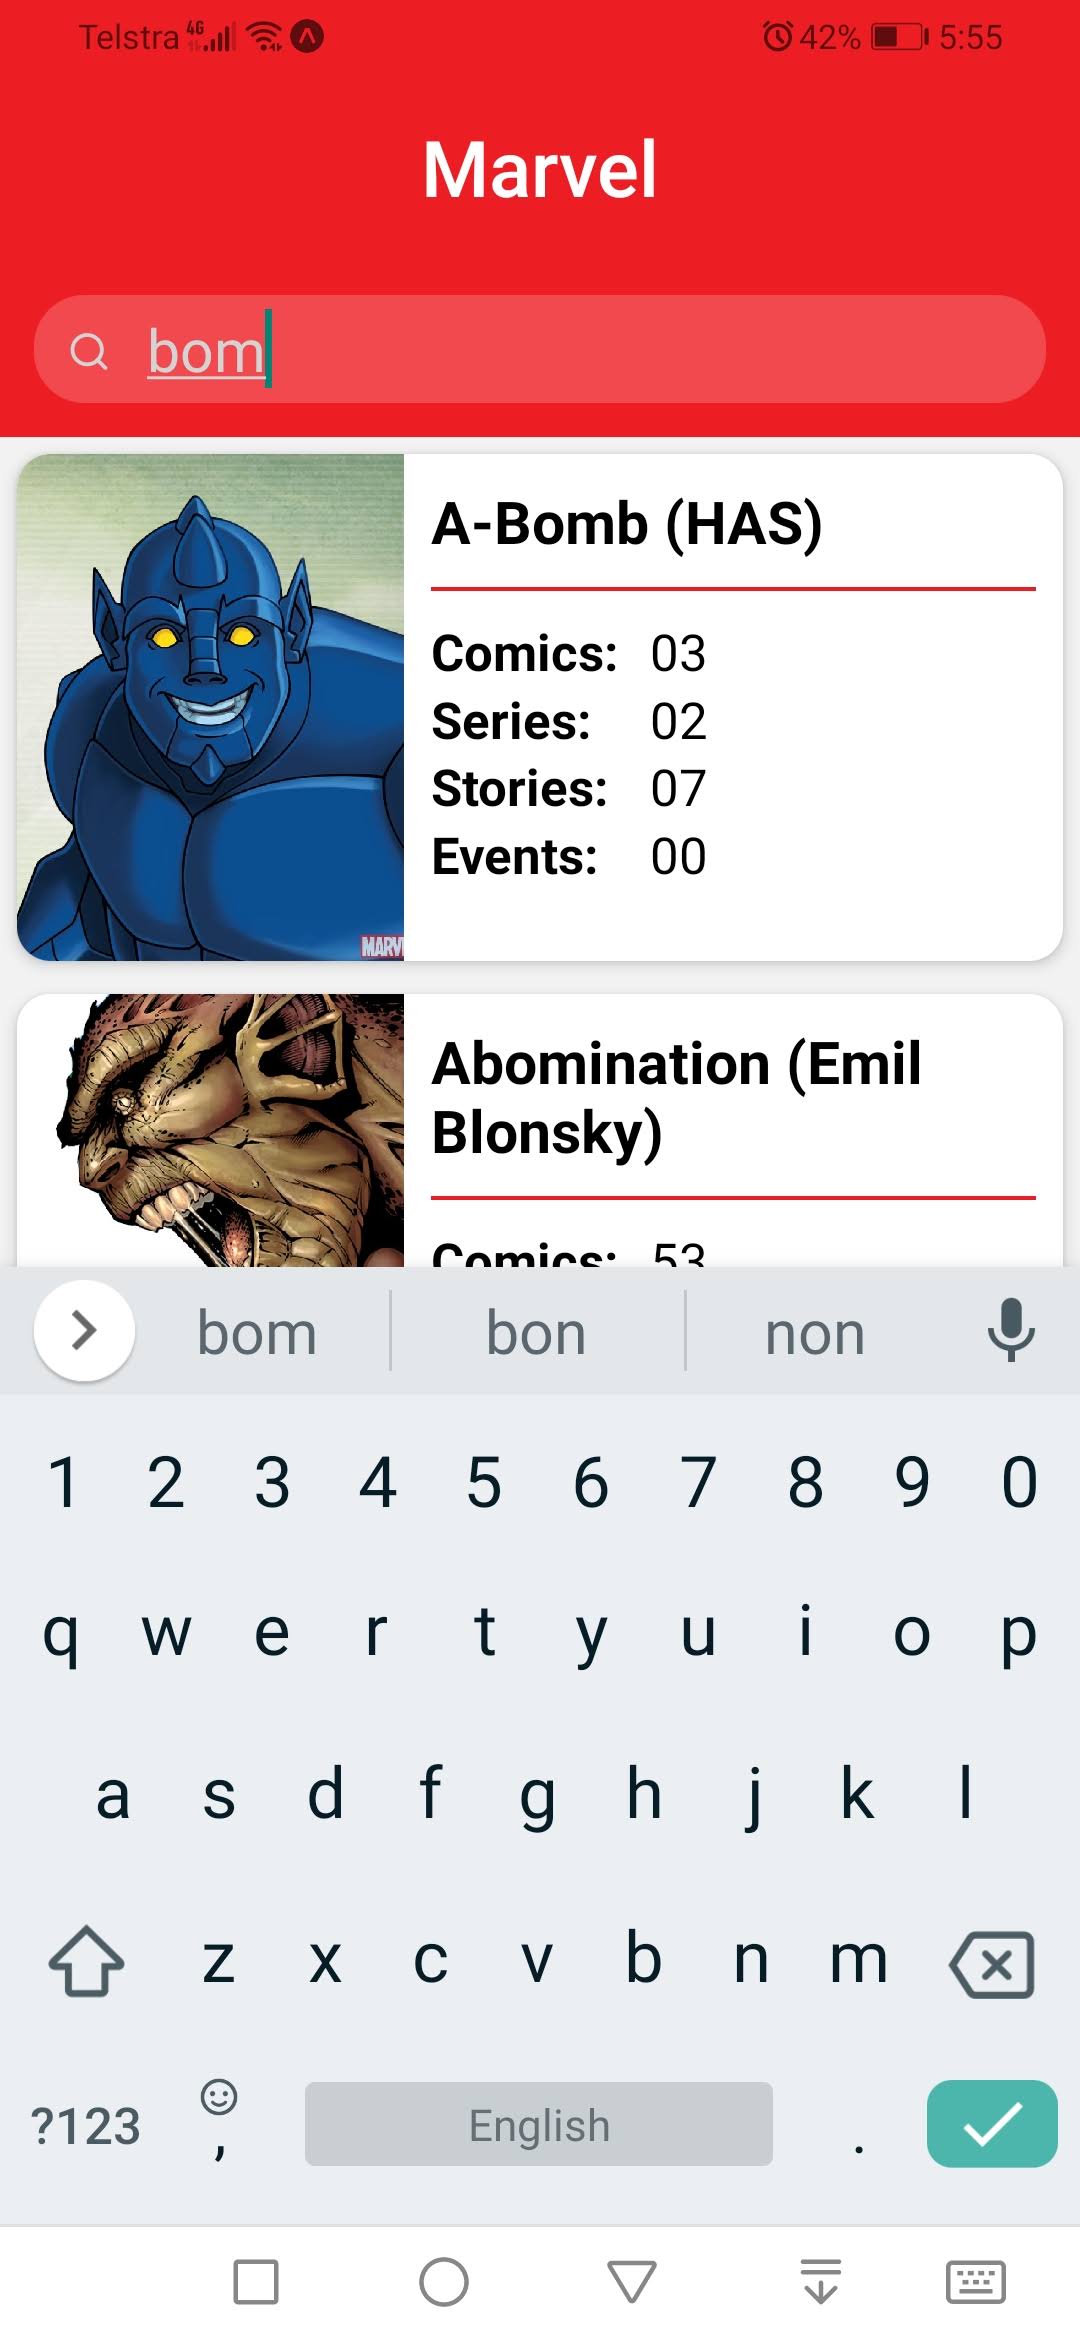 Telstra 4G 42% 5:55
Marvel
bom
A-Bomb (HAS)
Comics: 03
Series: 02
Stories: 07
Events: 00
MARV
Abomination (Emil
Blonsky)
Comics: 53
bom bon non
1 2 3 4 5 6 7 8 9 0
q w e r t y u i o p
a s d f g h j k l
z x c v b n m
?123 , English .